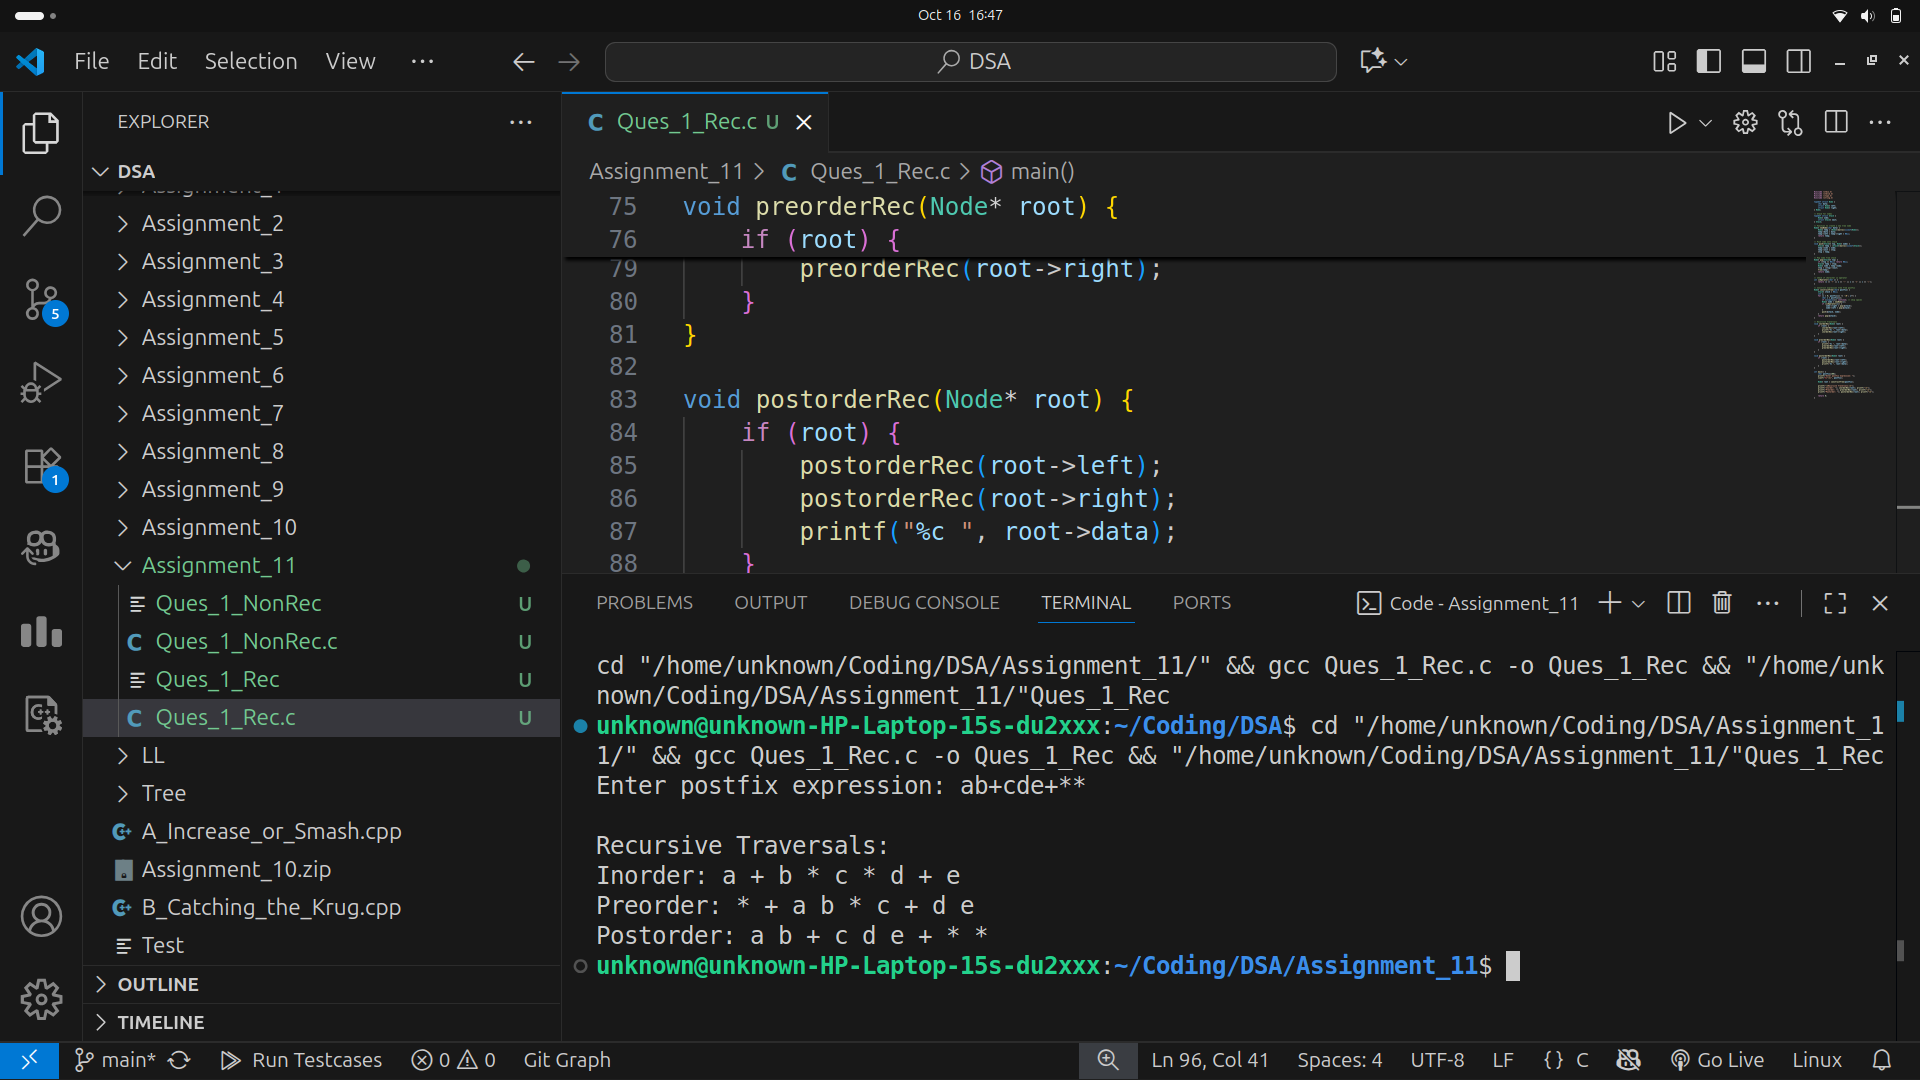 Oct 16 16:47
File Edit Selection View ···
DSA
EXPLORER
DSA
Assignment_2
Assignment_3
Assignment_4
Assignment_5
Assignment_6
Assignment_7
Assignment_8
Assignment_9
Assignment_10
Assignment_11
Ques_1_NonRec U
C Ques_1_NonRec.c U
Ques_1_Rec U
C Ques_1_Rec.c U
LL
Tree
A_Increase_or_Smash.cpp
Assignment_10.zip
B_Catching_the_Krug.cpp
Test
OUTLINE
TIMELINE
5
1
C Ques_1_Rec.c U
Assignment_11 > C Ques_1_Rec.c > main()
75 void preorderRec(Node* root) {
76 if (root) {
79 preorderRec(root->right);
80 }
81 }
82
83 void postorderRec(Node* root) {
84 if (root) {
85 postorderRec(root->left);
86 postorderRec(root->right);
87 printf("%c ", root->data);
88 }
PROBLEMS OUTPUT DEBUG CONSOLE TERMINAL PORTS
Code - Assignment_11
cd "/home/unknown/Coding/DSA/Assignment_11/" && gcc Ques_1_Rec.c -o Ques_1_Rec && "/home/unk
nown/Coding/DSA/Assignment_11/"Ques_1_Rec
unknown@unknown-HP-Laptop-15s-du2xxx:~/Coding/DSA$ cd "/home/unknown/Coding/DSA/Assignment_1
1/" && gcc Ques_1_Rec.c -o Ques_1_Rec && "/home/unknown/Coding/DSA/Assignment_11/"Ques_1_Rec
Enter postfix expression: ab+cde+**
Recursive Traversals:
Inorder: a + b * c * d + e
Preorder: * + a b * c + d e
Postorder: a b + c d e + * *
unknown@unknown-HP-Laptop-15s-du2xxx:~/Coding/DSA/Assignment_11$
main* Run Testcases 0 0 Git Graph
Ln 96, Col 41 Spaces: 4 UTF-8 LF {} C Go Live Linux